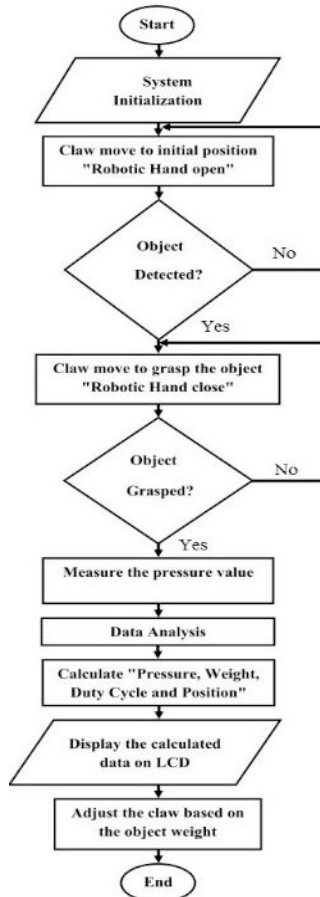 Start
System
Initialization
Claw move to initial position
"Robotic Hand open"
Object
Detected?
No
Yes
Claw move to grasp the object
"Robotic Hand close"
Object
Grasped?
No
Yes
Measure the pressure value
Data Analysis
Calculate "Pressure, Weight,
Duty Cycle and Position"
Display the calculated
data on LCD
Adjust the claw based on
the object weight
End